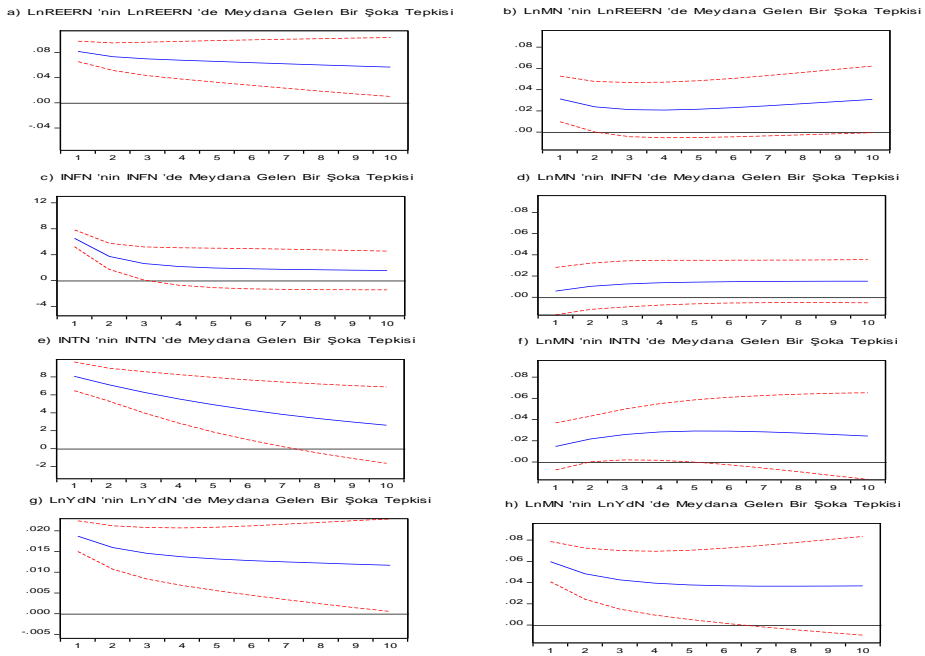 a) LnREERN 'nin LnREERN 'de Meydana Gelen Bir Şoka Tepkisi
.08
.04
.00
-.04
1 2 3 4 5 6 7 8 9 10
b) LnMN 'nin LnREERN 'de Meydana Gelen Bir Şoka Tepkisi
.08
.06
.04
.02
.00
1 2 3 4 5 6 7 8 9 10
c) INFN 'nin INFN 'de Meydana Gelen Bir Şoka Tepkisi
12
8
4
0
-4
1 2 3 4 5 6 7 8 9 10
d) LnMN 'nin INFN 'de Meydana Gelen Bir Şoka Tepkisi
.08
.06
.04
.02
.00
1 2 3 4 5 6 7 8 9 10
e) INTN 'nin INTN 'de Meydana Gelen Bir Şoka Tepkisi
8
6
4
2
0
-2
1 2 3 4 5 6 7 8 9 10
f) LnMN 'nin INTN 'de Meydana Gelen Bir Şoka Tepkisi
.08
.06
.04
.02
.00
1 2 3 4 5 6 7 8 9 10
g) LnYdN 'nin LnYdN 'de Meydana Gelen Bir Şoka Tepkisi
.020
.015
.010
.005
.000
-.005
1 2 3 4 5 6 7 8 9 10
h) LnMN 'nin LnYdN 'de Meydana Gelen Bir Şoka Tepkisi
.08
.06
.04
.02
.00
1 2 3 4 5 6 7 8 9 10